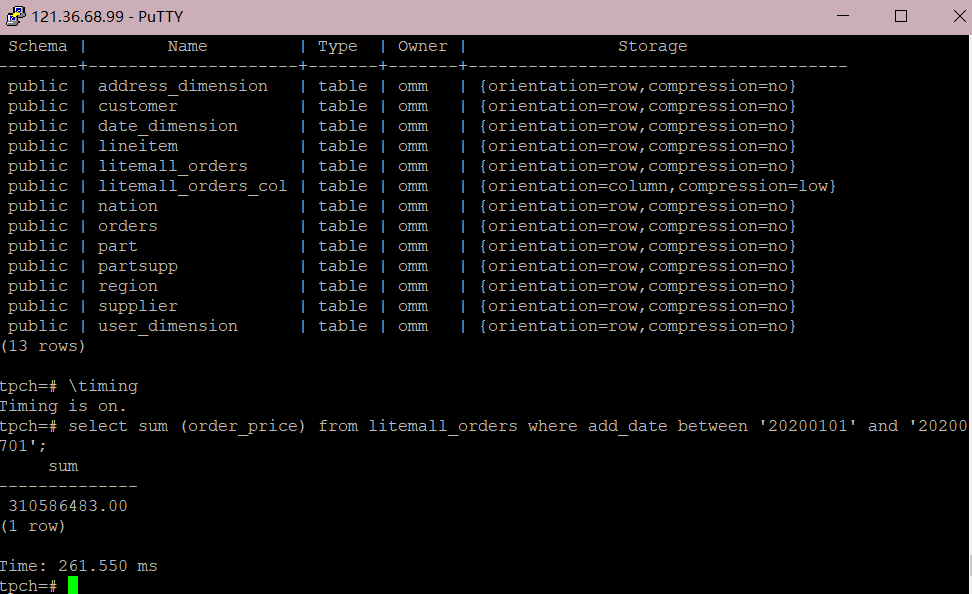 121.36.68.99 - PuTTY
Schema |        Name         | Type  | Owner |               Storage
--------+---------------------+-------+-------+--------------------------------------
public | address_dimension   | table | omm   | {orientation=row,compression=no}
public | customer            | table | omm   | {orientation=row,compression=no}
public | date_dimension      | table | omm   | {orientation=row,compression=no}
public | lineitem            | table | omm   | {orientation=row,compression=no}
public | litemall_orders     | table | omm   | {orientation=row,compression=no}
public | litemall_orders_col | table | omm   | {orientation=column,compression=low}
public | nation              | table | omm   | {orientation=row,compression=no}
public | orders              | table | omm   | {orientation=row,compression=no}
public | part                | table | omm   | {orientation=row,compression=no}
public | partsupp            | table | omm   | {orientation=row,compression=no}
public | region              | table | omm   | {orientation=row,compression=no}
public | supplier            | table | omm   | {orientation=row,compression=no}
public | user_dimension      | table | omm   | {orientation=row,compression=no}
(13 rows)
tpch=# \timing
Timing is on.
tpch=# select sum (order_price) from litemall_orders where add_date between '20200101' and '20200
701';
sum
--------------
310586483.00
(1 row)
Time: 261.550 ms
tpch=#